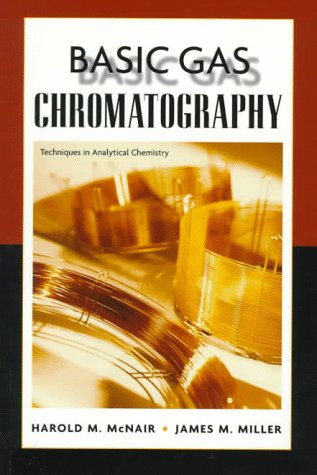 BASIC GAS
CHROMATOGRAPHY
Techniques in Analytical Chemistry
HAROLD M. McNAIR • JAMES M. MILLER